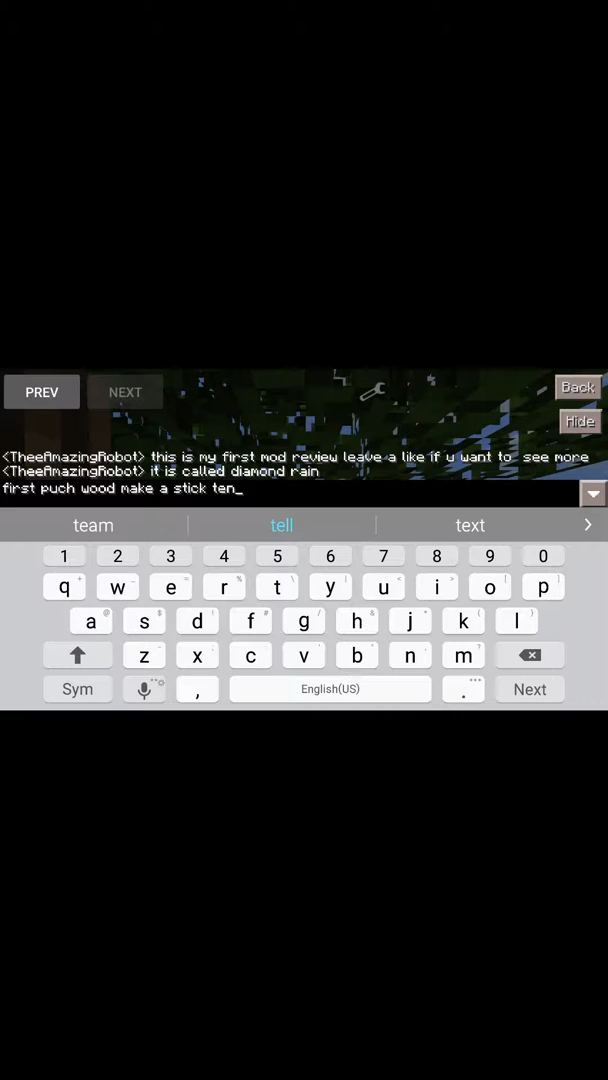 PREV
NEXT
Back
Hide
<TheeAmazingRobot> this is my first mod review leave a like if u want to  see more
<TheeAmazingRobot> it is called diamond rain
first puch wood make a stick ten_
team tell text >
1 2 3 4 5 6 7 8 9 0
q w e r t y u i o p
a s d f g h j k l
z x c v b n m
Sym , English(US) . Next